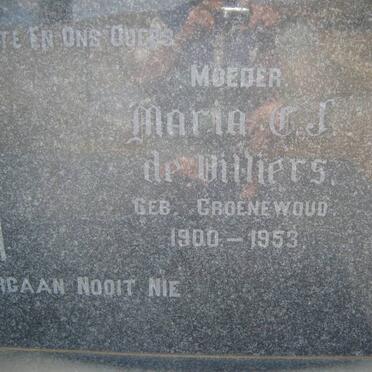 TE EN ONS OUERS
MOEDER
Maria C. J.
de Villiers.
GEB. GROENEWOUD.
1900 – 1953.
RGAAN NOOIT NIE